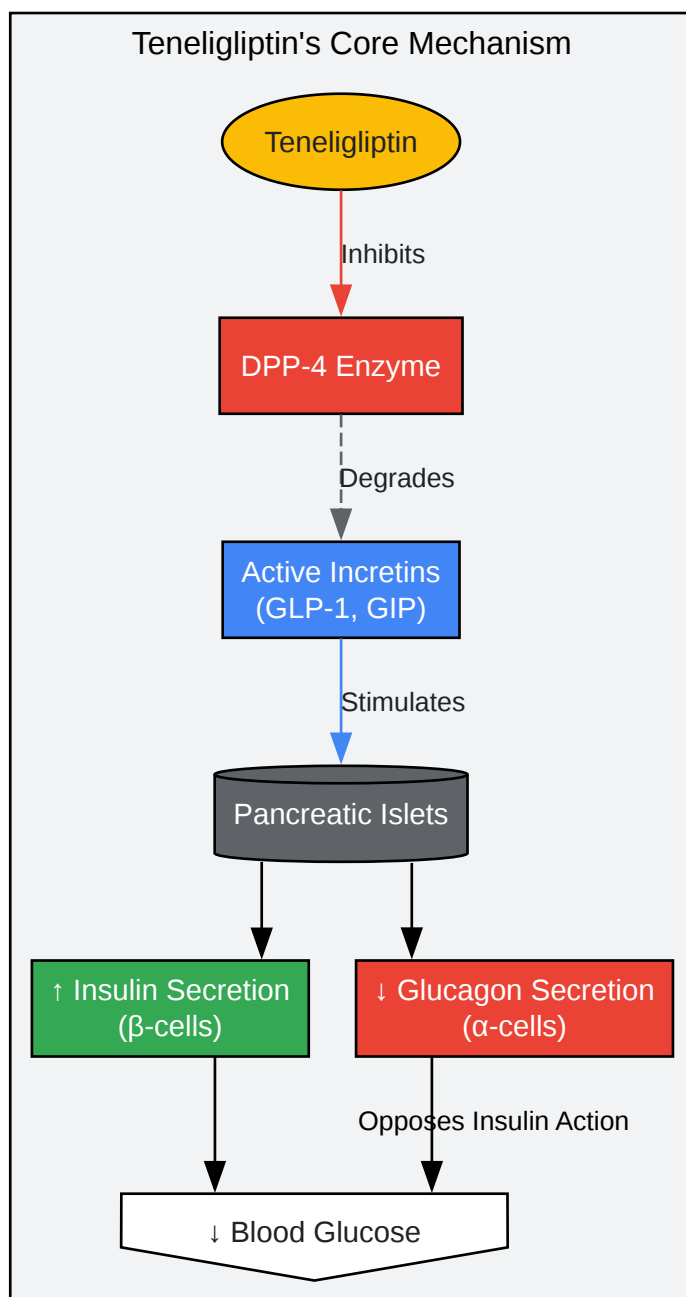 Teneligliptin's Core Mechanism
Teneligliptin
Inhibits
DPP-4 Enzyme
Degrades
Active Incretins
(GLP-1, GIP)
Stimulates
Pancreatic Islets
↑ Insulin Secretion
(β-cells)
↓ Glucagon Secretion
(α-cells)
Opposes Insulin Action
↓ Blood Glucose